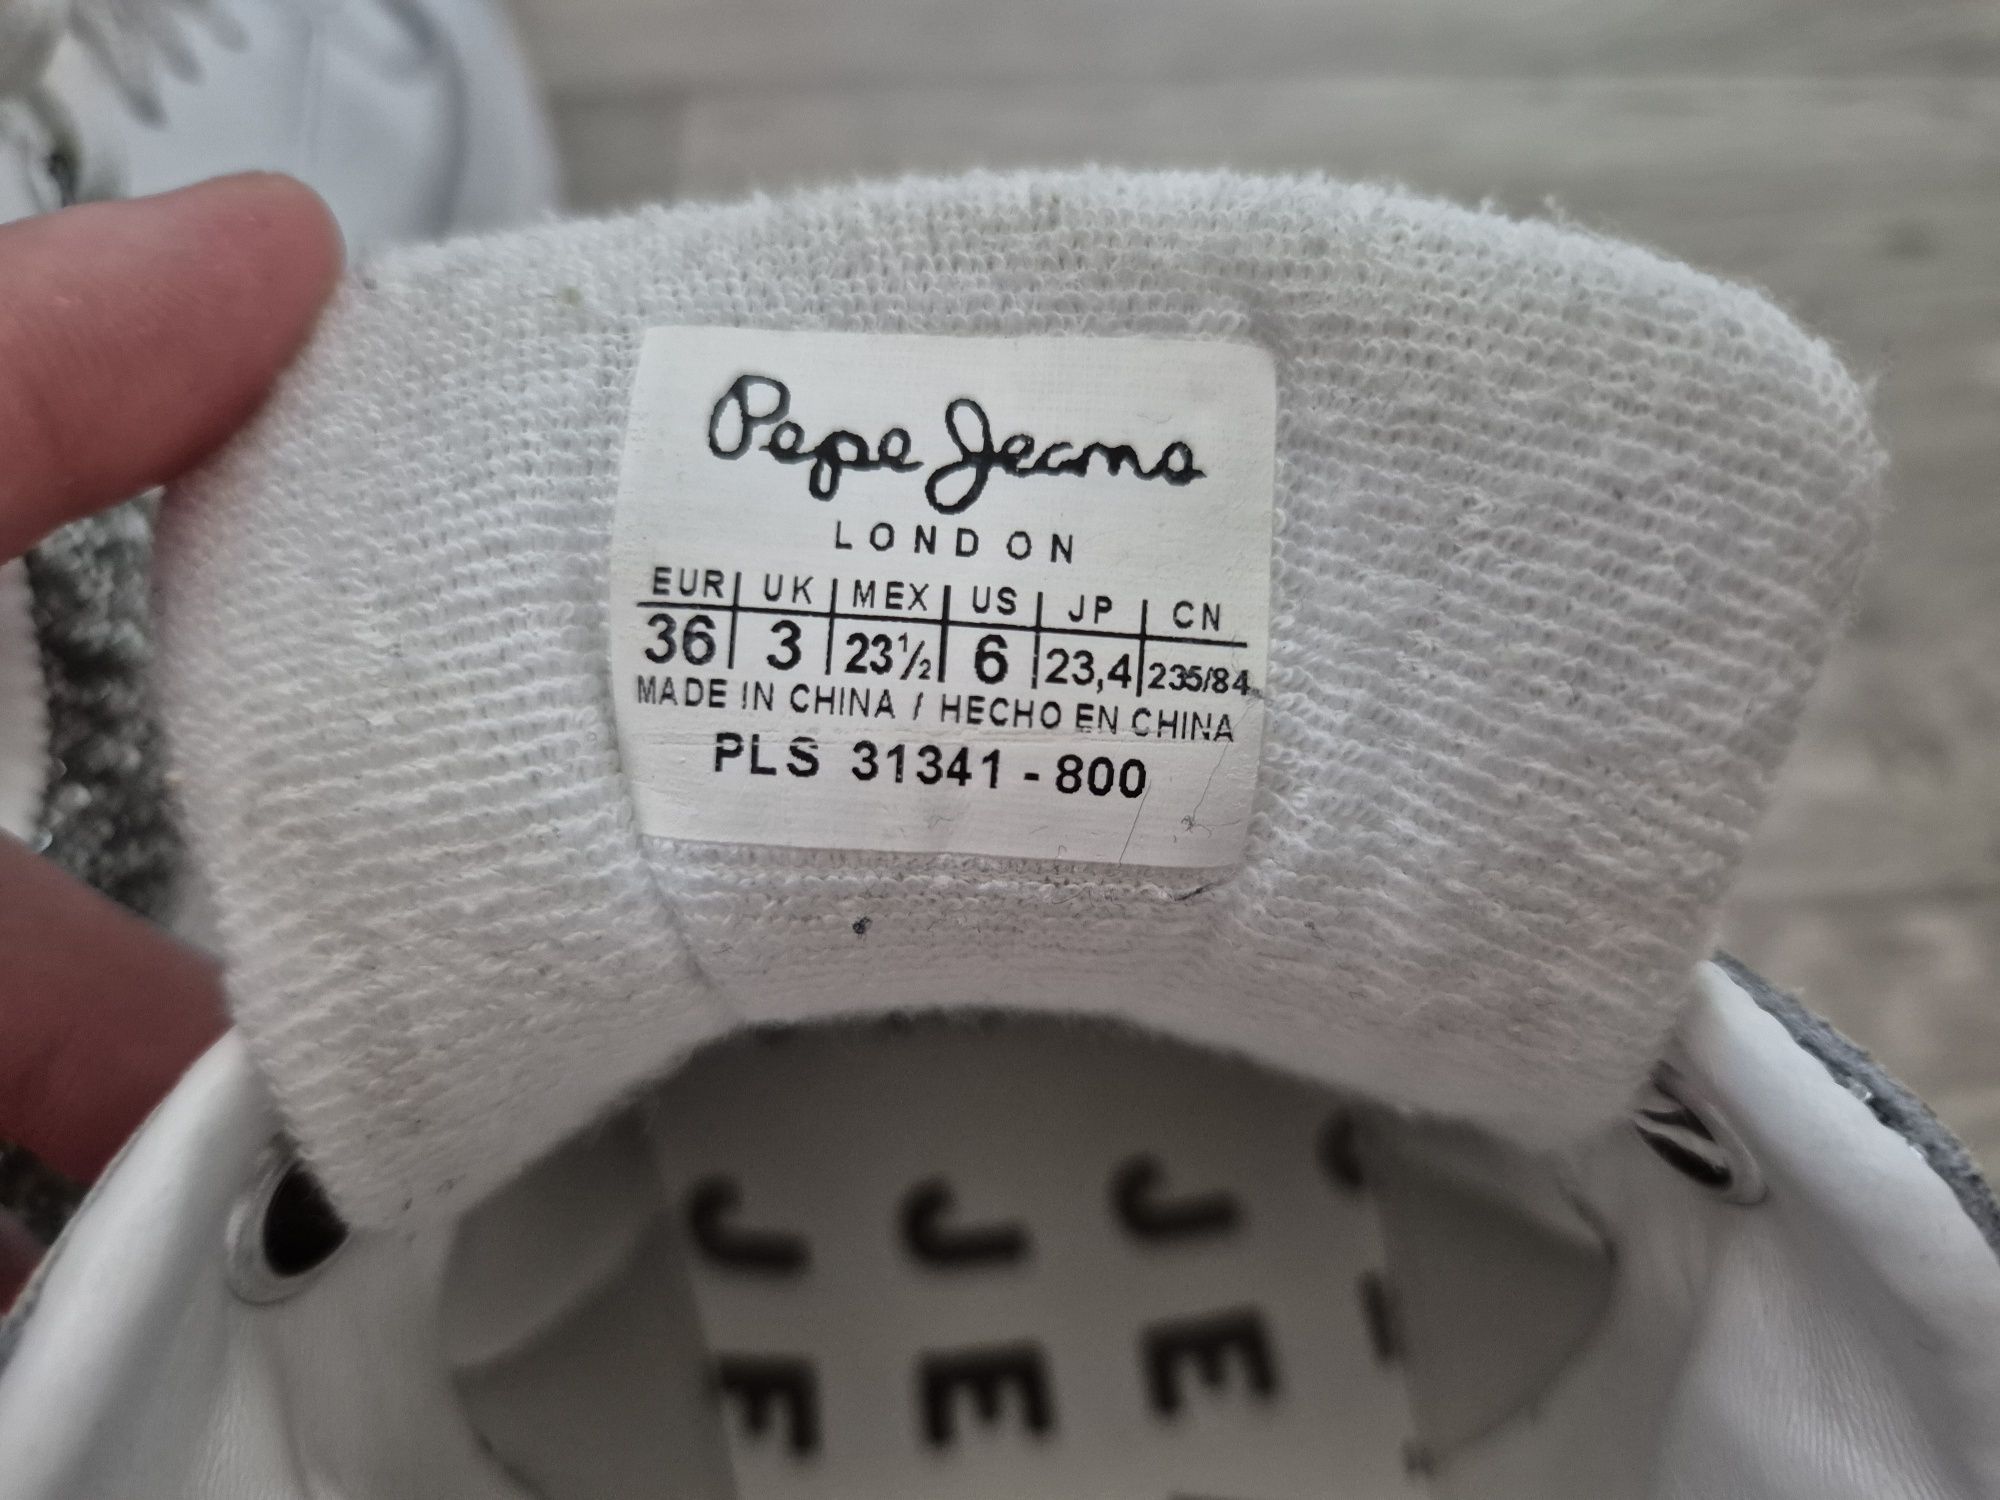 Pepe Jeans
LONDON
EUR UK MEX US JP CN
36 3 23½ 6 23,4 235/84
MADE IN CHINA / HECHO EN CHINA
PLS 31341 - 800
J J J
E E E